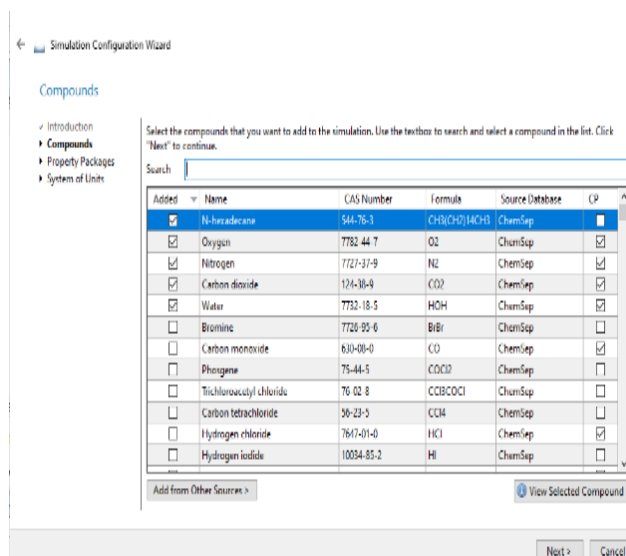 Simulation Configuration Wizard
Compounds
Introduction
Compounds
Property Packages
System of Units
Select the compounds that you want to add to the simulation. Use the textbox to search and select a compound in the list. Click
"Next" to continue.
Search
Added Name CAS Number Formula Source Database CP
N-hexadecane 544-76-3 CH3(CH2)14CH3 ChemSep
Oxygen 7782-44-7 O2 ChemSep
Nitrogen 7727-37-9 N2 ChemSep
Carbon dioxide 124-38-9 CO2 ChemSep
Water 7732-18-5 HOH ChemSep
Bromine 7726-95-6 BrBr ChemSep
Carbon monoxide 630-08-0 CO ChemSep
Phosgene 75-44-5 COCl2 ChemSep
Trichloroacetyl chloride 76-02-8 CCl3COCl ChemSep
Carbon tetrachloride 56-23-5 CCl4 ChemSep
Hydrogen chloride 7647-01-0 HCl ChemSep
Hydrogen iodide 10034-85-2 HI ChemSep
Add from Other Sources >
View Selected Compound
Next >
Cancel